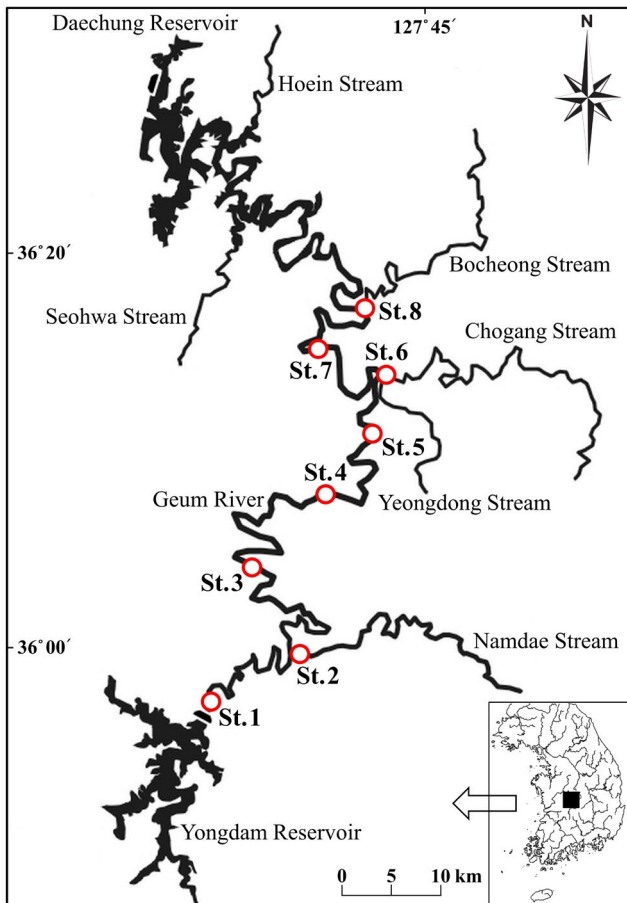 127°45´
Daechung Reservoir
N
Hoein Stream
36°20´
Bocheong Stream
Seohwa Stream
St.8
Chogang Stream
St.7
St.6
St.5
St.4
Geum River
Yeongdong Stream
St.3
36°00´
Namdae Stream
St.2
St.1
Yongdam Reservoir
0 5 10 km